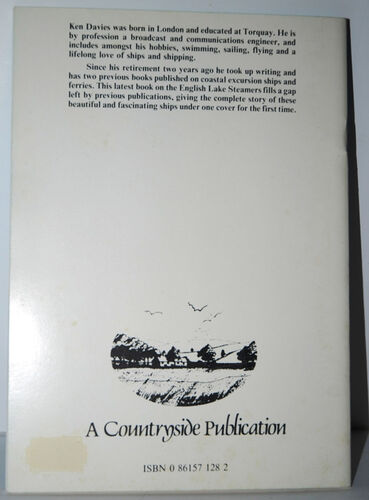 Ken Davies was born in London and educated at Torquay. He is
by profession a broadcast and communications engineer, and
includes amongst his hobbies, swimming, sailing, flying and a
lifelong love of ships and shipping.
Since his retirement two years ago he took up writing and
has two previous books published on coastal excursion ships and
ferries. This latest book on the English Lake Steamers fills a gap
left by previous publications, giving the complete story of these
beautiful and fascinating ships under one cover for the first time.
A Countryside Publication
ISBN 0 86157 128 2